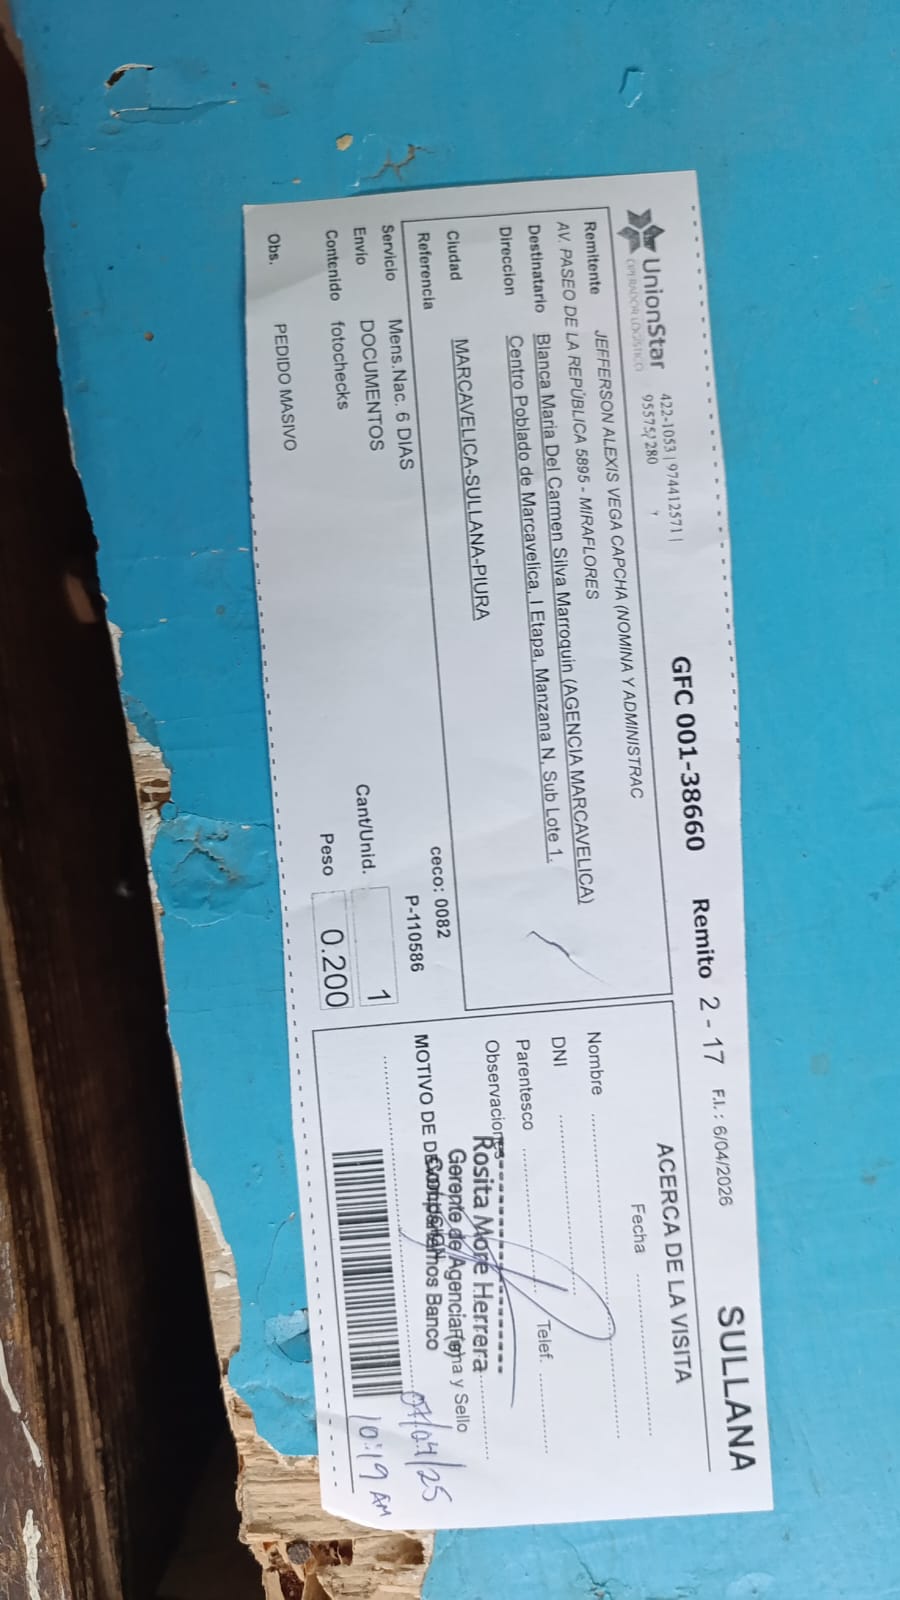 UnionStar
OPERADOR LOGÍSTICO
422-1053 | 974412571 |
955751280
GFC 001-38660
Remito 2 - 17
F.I.: 6/04/2026
SULLANA
Remitente JEFFERSON ALEXIS VEGA CAPCHA (NOMINA Y ADMINISTRAC
AV. PASEO DE LA REPÚBLICA 5895 - MIRAFLORES
Destinatario Blanca Maria Del Carmen Silva Marroquin (AGENCIA MARCAVELICA)
Direccion Centro Poblado de Marcavelica, I Etapa, Manzana N, Sub Lote 1.
Ciudad MARCAVELICA-SULLANA-PIURA
Referencia
ceco: 0082
Servicio Mens.Nac. 6 DIAS
P-110586
Envío DOCUMENTOS
Cant/Unid. 1
Contenido fotochecks
Peso 0.200
Obs. PEDIDO MASIVO
ACERCA DE LA VISITA
Fecha
Nombre
DNI
Parentesco
Telef.
Observaciones
Rosita More Herrera
Gerente de Agencia(e)
Compartamos Banco
Firma y Sello
MOTIVO DE
07/04/25
10:19 AM